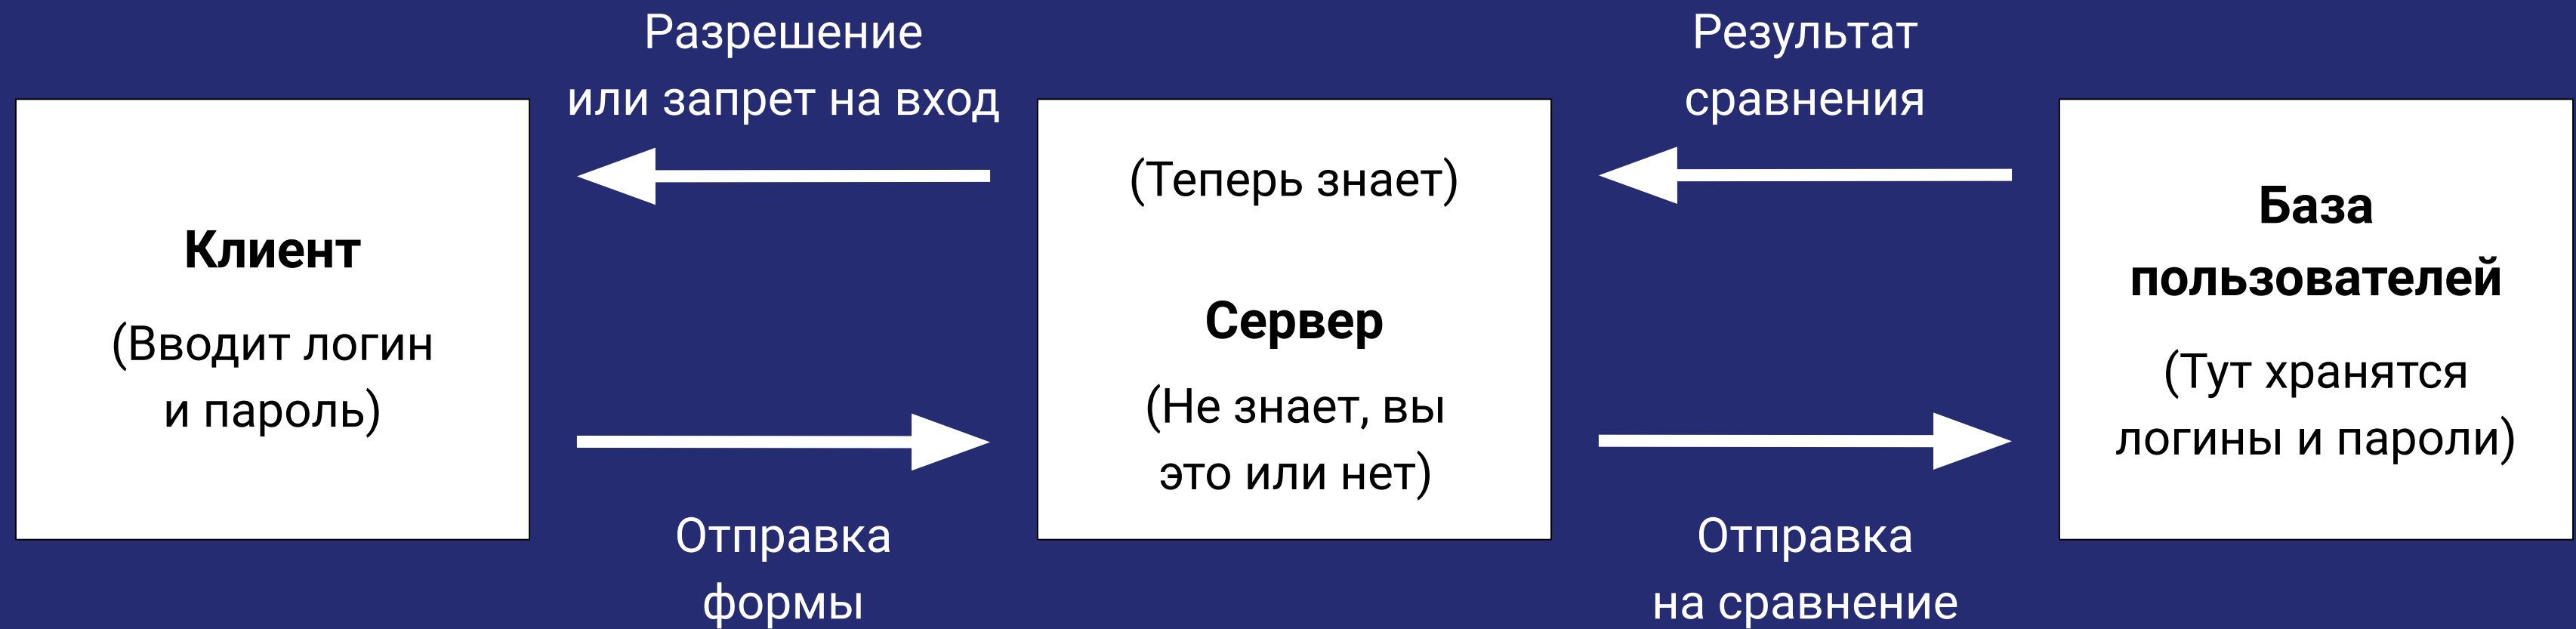 Разрешение
или запрет на вход
Результат
сравнения
Клиент
(Вводит логин
и пароль)
(Теперь знает)
Сервер
(Не знает, вы
это или нет)
База
пользователей
(Тут хранятся
логины и пароли)
Отправка
формы
Отправка
на сравнение